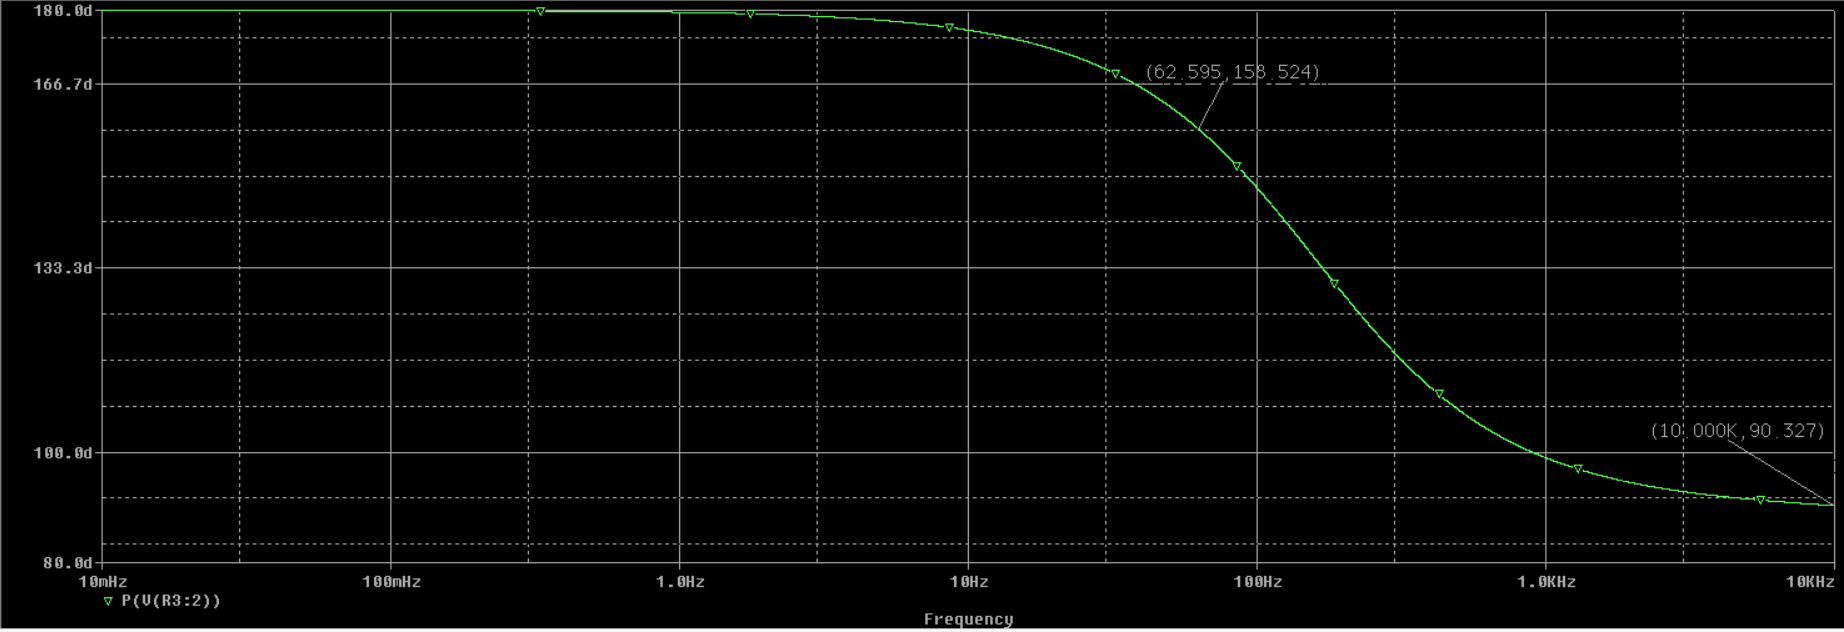 180.0d
(62.595,158.524)
166.7d
133.3d
(10.000K,90.327)
100.0d
80.0d
10mHz 100mHz 1.0Hz 10Hz 100Hz 1.0KHz 10KHz
P(V(R3:2))
Frequency